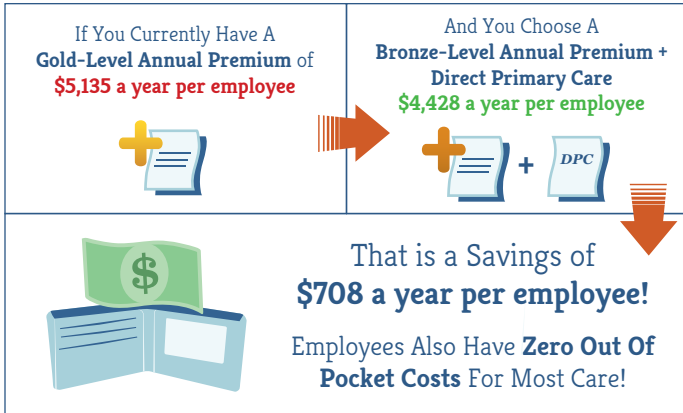 If You Currently Have A
Gold-Level Annual Premium of
$5,135 a year per employee
And You Choose A
Bronze-Level Annual Premium +
Direct Primary Care
$4,428 a year per employee
+
DPC
$
That is a Savings of
$708 a year per employee!
Employees Also Have Zero Out Of
Pocket Costs For Most Care!